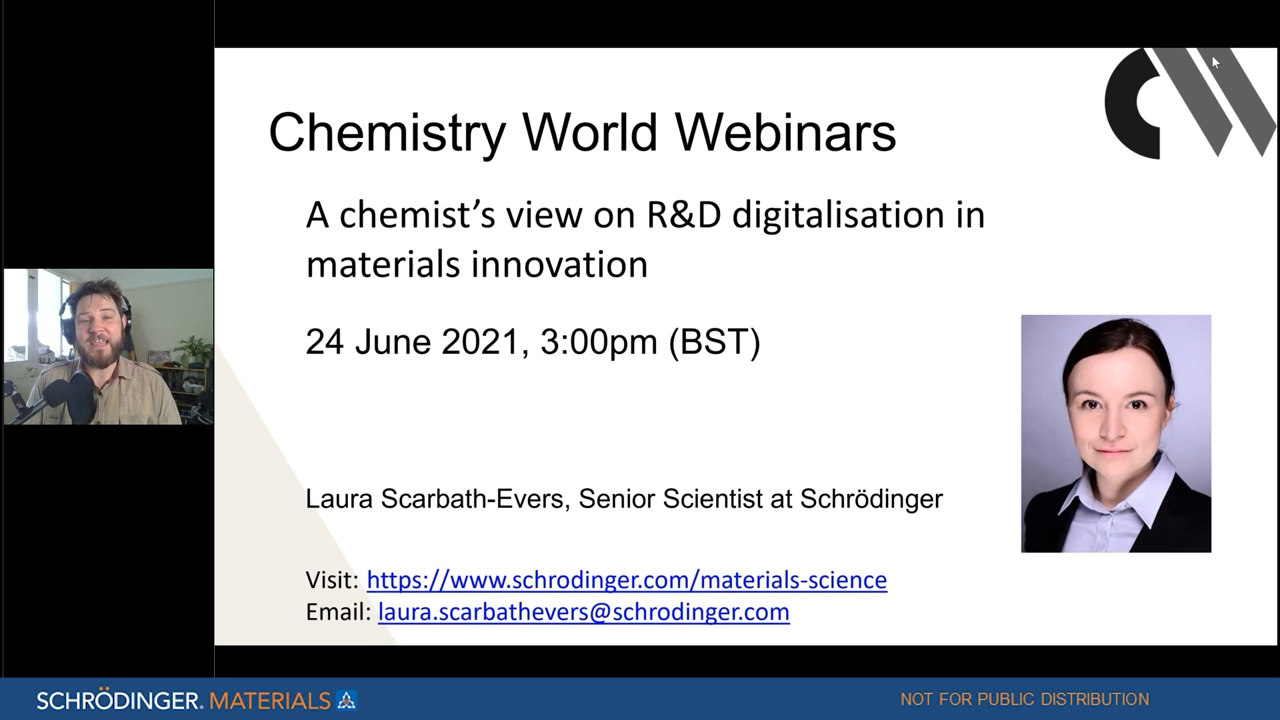 Chemistry World Webinars
A chemist’s view on R&D digitalisation in
materials innovation
24 June 2021, 3:00pm (BST)
Laura Scarbath-Evers, Senior Scientist at Schrödinger
Visit: https://www.schrodinger.com/materials-science
Email: laura.scarbathevers@schrodinger.com
SCHRÖDINGER. MATERIALS
NOT FOR PUBLIC DISTRIBUTION